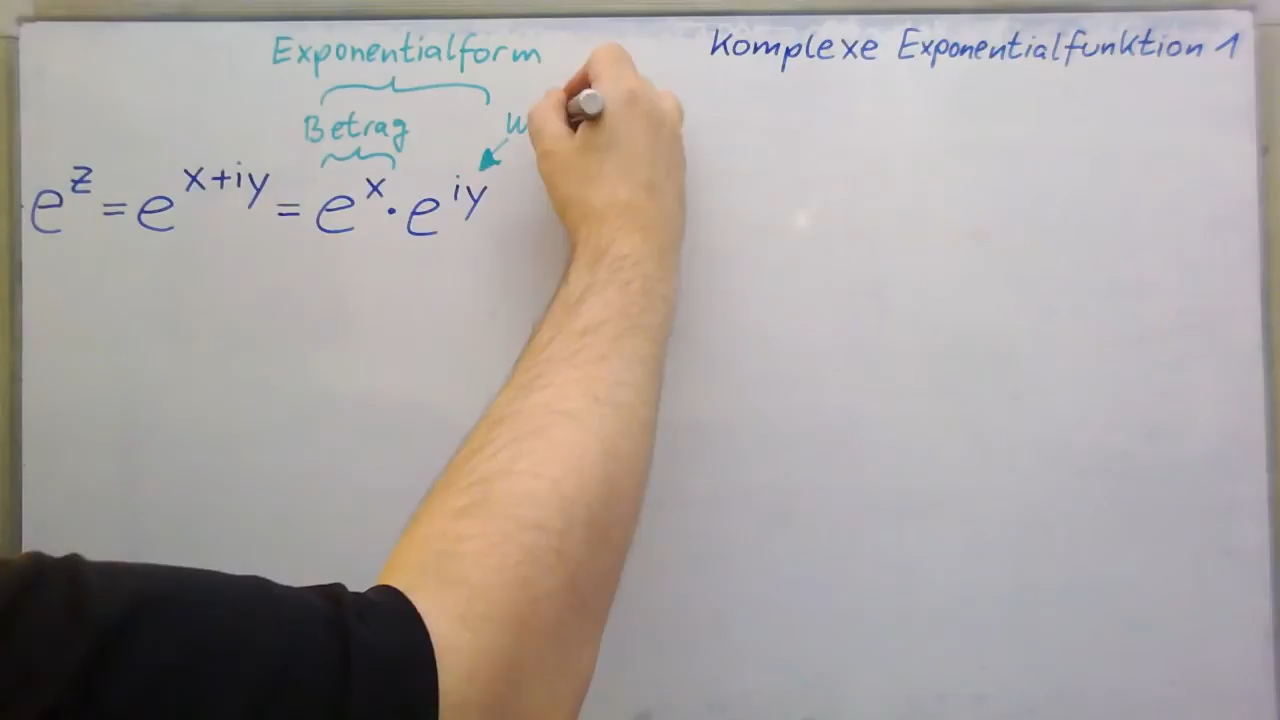 Komplexe Exponentialfunktion 1
Exponentialform
Betrag
e^z = e^{x+iy} = e^x · e^{iy}